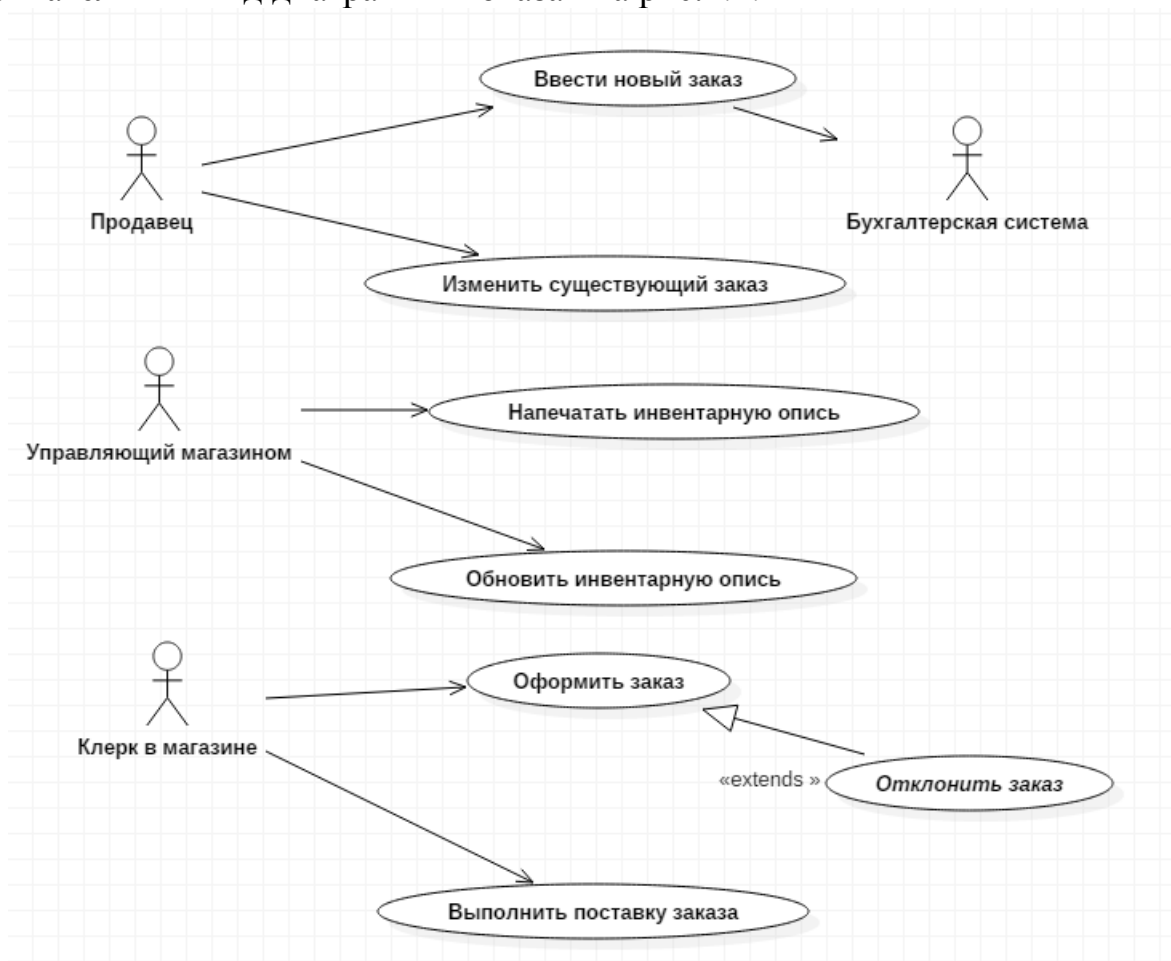 Ввести новый заказ
Продавец
Бухгалтерская система
Изменить существующий заказ
Напечатать инвентарную опись
Управляющий магазином
Обновить инвентарную опись
Оформить заказ
Клерк в магазине
«extends »
Отклонить заказ
Выполнить поставку заказа